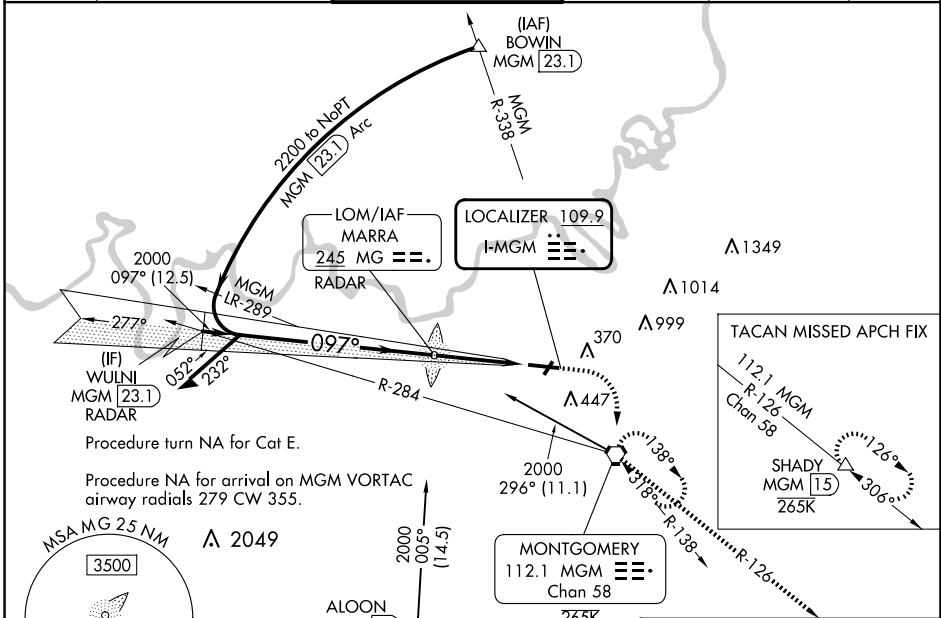 (IAF)
BOWIN
MGM 23.1
MGM
R-338
2200 to NoPT
MGM 23.1 Arc
LOM/IAF
MARRA
245 MG
RADAR
LOCALIZER 109.9
I-MGM
1349
1014
999
370
447
2000
097° (12.5)
MGM
LR-289
277°
097°
(IF)
WULNI
MGM 23.1
RADAR
052°
232°
R-284
TACAN MISSED APCH FIX
112.1 MGM
R-126
Chan 58
SHADY
MGM 15
265K
126°
306°
Procedure turn NA for Cat E.
Procedure NA for arrival on MGM VORTAC
airway radials 279 CW 355.
2000
296° (11.1)
138°
318°
R-138
R-126
MSA MG 25 NM
3500
2049
2000
005°
(14.5)
ALOON
MONTGOMERY
112.1 MGM
Chan 58
265K